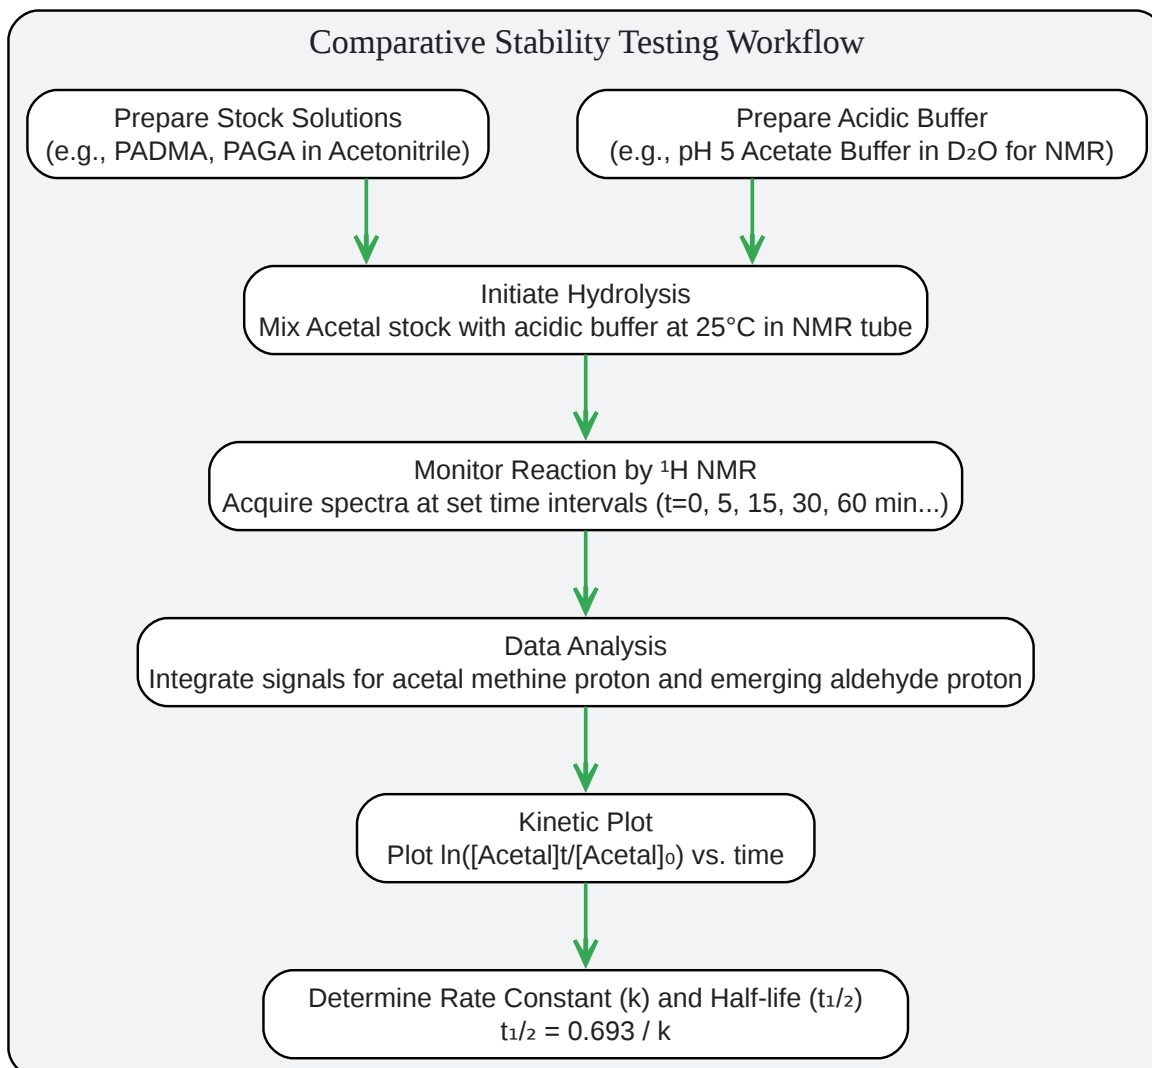 Comparative Stability Testing Workflow
Prepare Stock Solutions
(e.g., PADMA, PAGA in Acetonitrile)
Prepare Acidic Buffer
(e.g., pH 5 Acetate Buffer in D₂O for NMR)
Initiate Hydrolysis
Mix Acetal stock with acidic buffer at 25°C in NMR tube
Monitor Reaction by ¹H NMR
Acquire spectra at set time intervals (t=0, 5, 15, 30, 60 min...)
Data Analysis
Integrate signals for acetal methine proton and emerging aldehyde proton
Kinetic Plot
Plot ln([Acetal]t/[Acetal]₀) vs. time
Determine Rate Constant (k) and Half-life (t₁/₂)
t₁/₂ = 0.693 / k